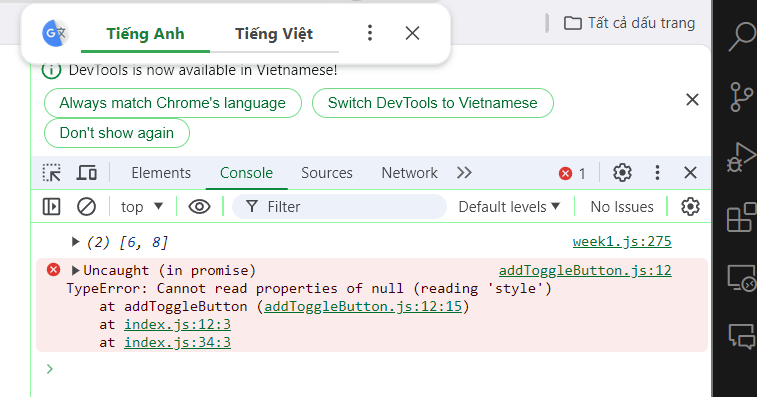 Tiếng Anh Tiếng Việt
Tất cả dấu trang
DevTools is now available in Vietnamese!
Always match Chrome's language Switch DevTools to Vietnamese
Don't show again
Elements Console Sources Network 1
top Filter Default levels No Issues
(2) [6, 8] week1.js:275
Uncaught (in promise) addToggleButton.js:12
TypeError: Cannot read properties of null (reading 'style')
at addToggleButton (addToggleButton.js:12:15)
at index.js:12:3
at index.js:34:3